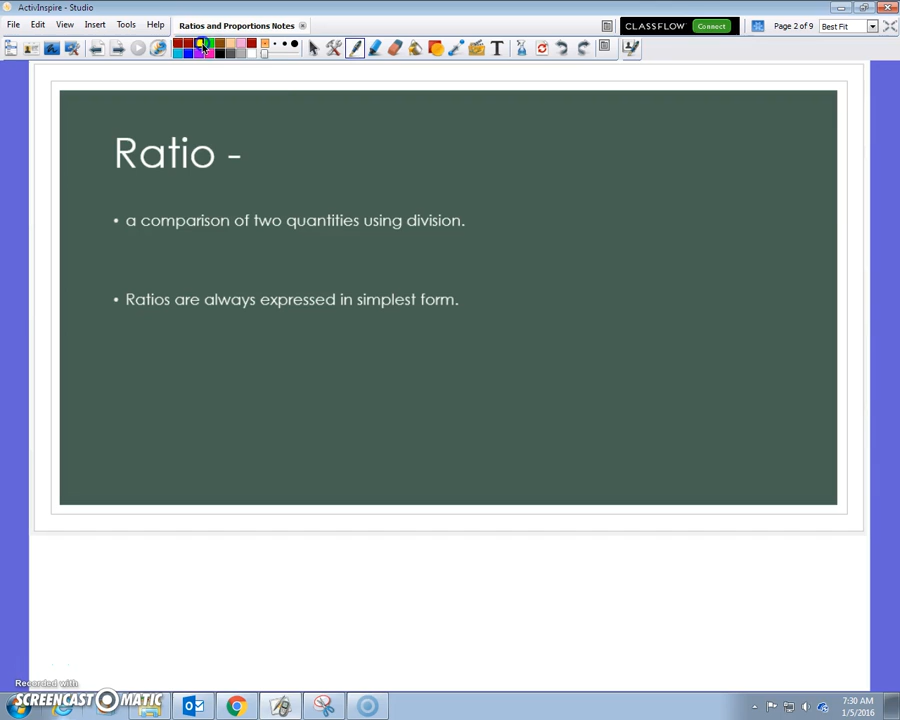 ActivInspire - Studio
File Edit View Insert Tools Help Ratios and Proportions Notes CLASSFLOW Connect Page 2 of 9 Best Fit
Ratio -
• a comparison of two quantities using division.
• Ratios are always expressed in simplest form.
Recorded with
SCREENCAST MATIC
7:30 AM
1/5/2016